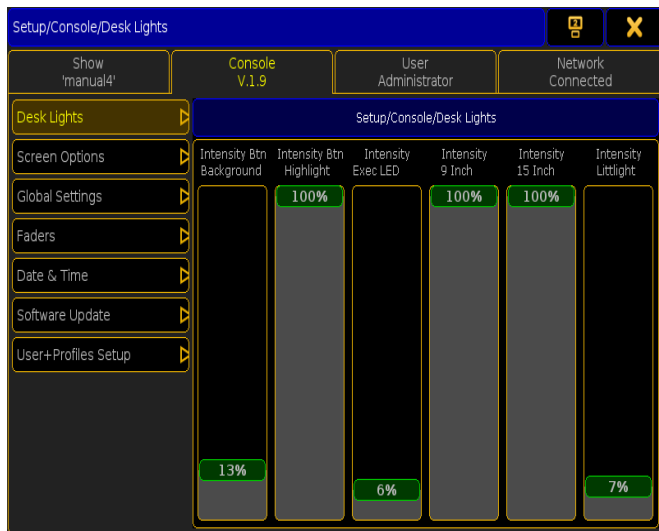 Setup/Console/Desk Lights
2
Show
'manual4'
Console
V.1.9
User
Administrator
Network
Connected
Desk Lights
Screen Options
Global Settings
Faders
Date & Time
Software Update
User+Profiles Setup
Setup/Console/Desk Lights
Intensity Btn
Background
Intensity Btn
Highlight
Intensity
Exec LED
Intensity
9 Inch
Intensity
15 Inch
Intensity
Littlight
100%
100%
100%
13%
6%
7%